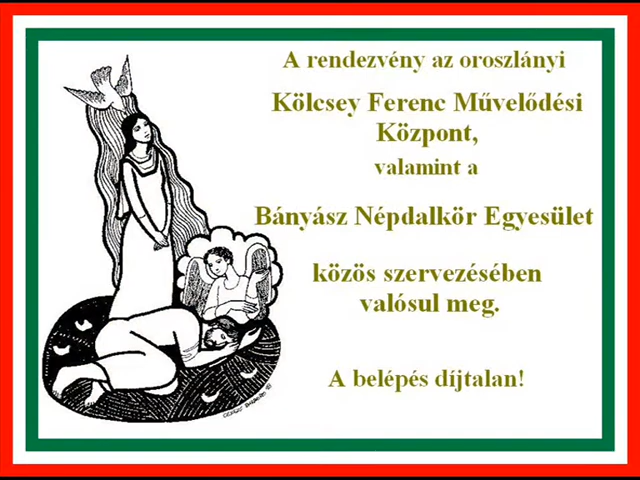 A rendezvény az oroszlányi
Kölcsey Ferenc Művelődési
Központ,
valamint a
Bányász Népdalkör Egyesület
közös szervezésében
valósul meg.
A belépés díjtalan!